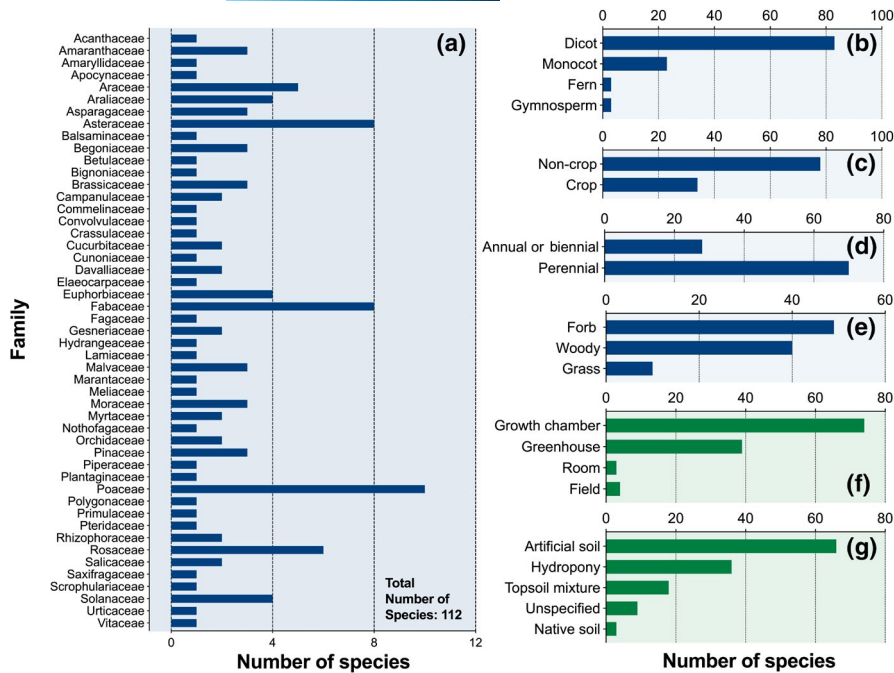 (a)
Family
Acanthaceae
Amaranthaceae
Amaryllidaceae
Apocynaceae
Araceae
Araliaceae
Asparagaceae
Asteraceae
Balsaminaceae
Begoniaceae
Betulaceae
Bignoniaceae
Brassicaceae
Campanulaceae
Commelinaceae
Convolvulaceae
Crassulaceae
Cucurbitaceae
Cunoniaceae
Davalliaceae
Elaeocarpaceae
Euphorbiaceae
Fabaceae
Fagaceae
Gesneriaceae
Hydrangeaceae
Lamiaceae
Malvaceae
Marantaceae
Meliaceae
Moraceae
Myrtaceae
Nothofagaceae
Orchidaceae
Pinaceae
Piperaceae
Plantaginaceae
Poaceae
Polygonaceae
Primulaceae
Pteridaceae
Rhizophoraceae
Rosaceae
Salicaceae
Saxifragaceae
Scrophulariaceae
Solanaceae
Urticaceae
Vitaceae
Total
Number of
Species: 112
0 4 8 12
Number of species
0 20 40 60 80 100
(b)
Dicot
Monocot
Fern
Gymnosperm
0 20 40 60 80 100
(c)
Non-crop
Crop
0 20 40 60 80
(d)
Annual or biennial
Perennial
0 20 40 60
(e)
Forb
Woody
Grass
0 20 40 60 80
Growth chamber
Greenhouse
Room
Field
(f)
0 20 40 60 80
(g)
Artificial soil
Hydropony
Topsoil mixture
Unspecified
Native soil
Number of species